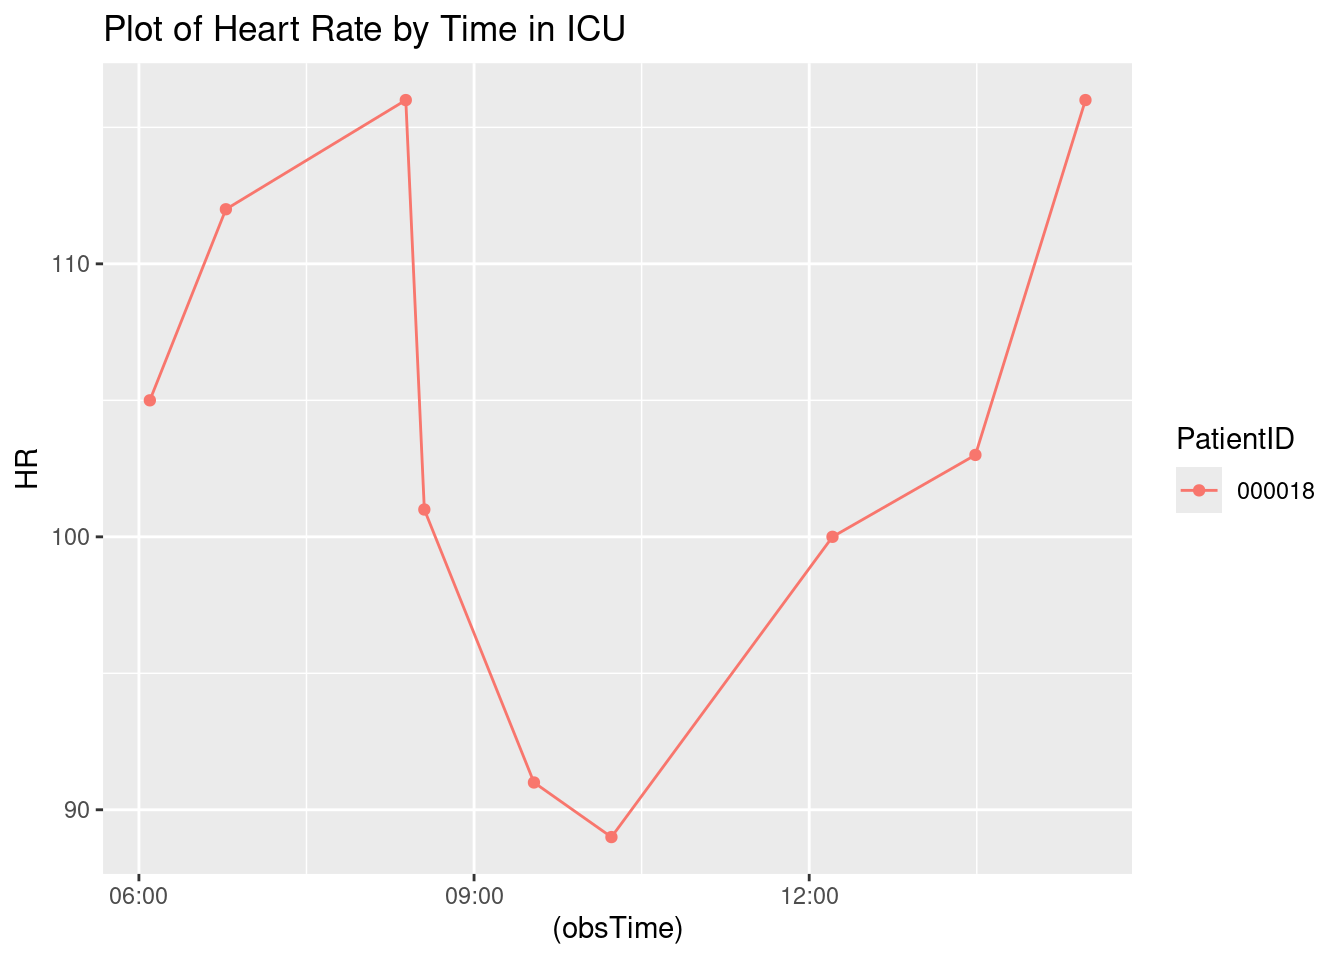 Plot of Heart Rate by Time in ICU
110
100
90
HR
06:00
09:00
12:00
(obsTime)
PatientID
000018